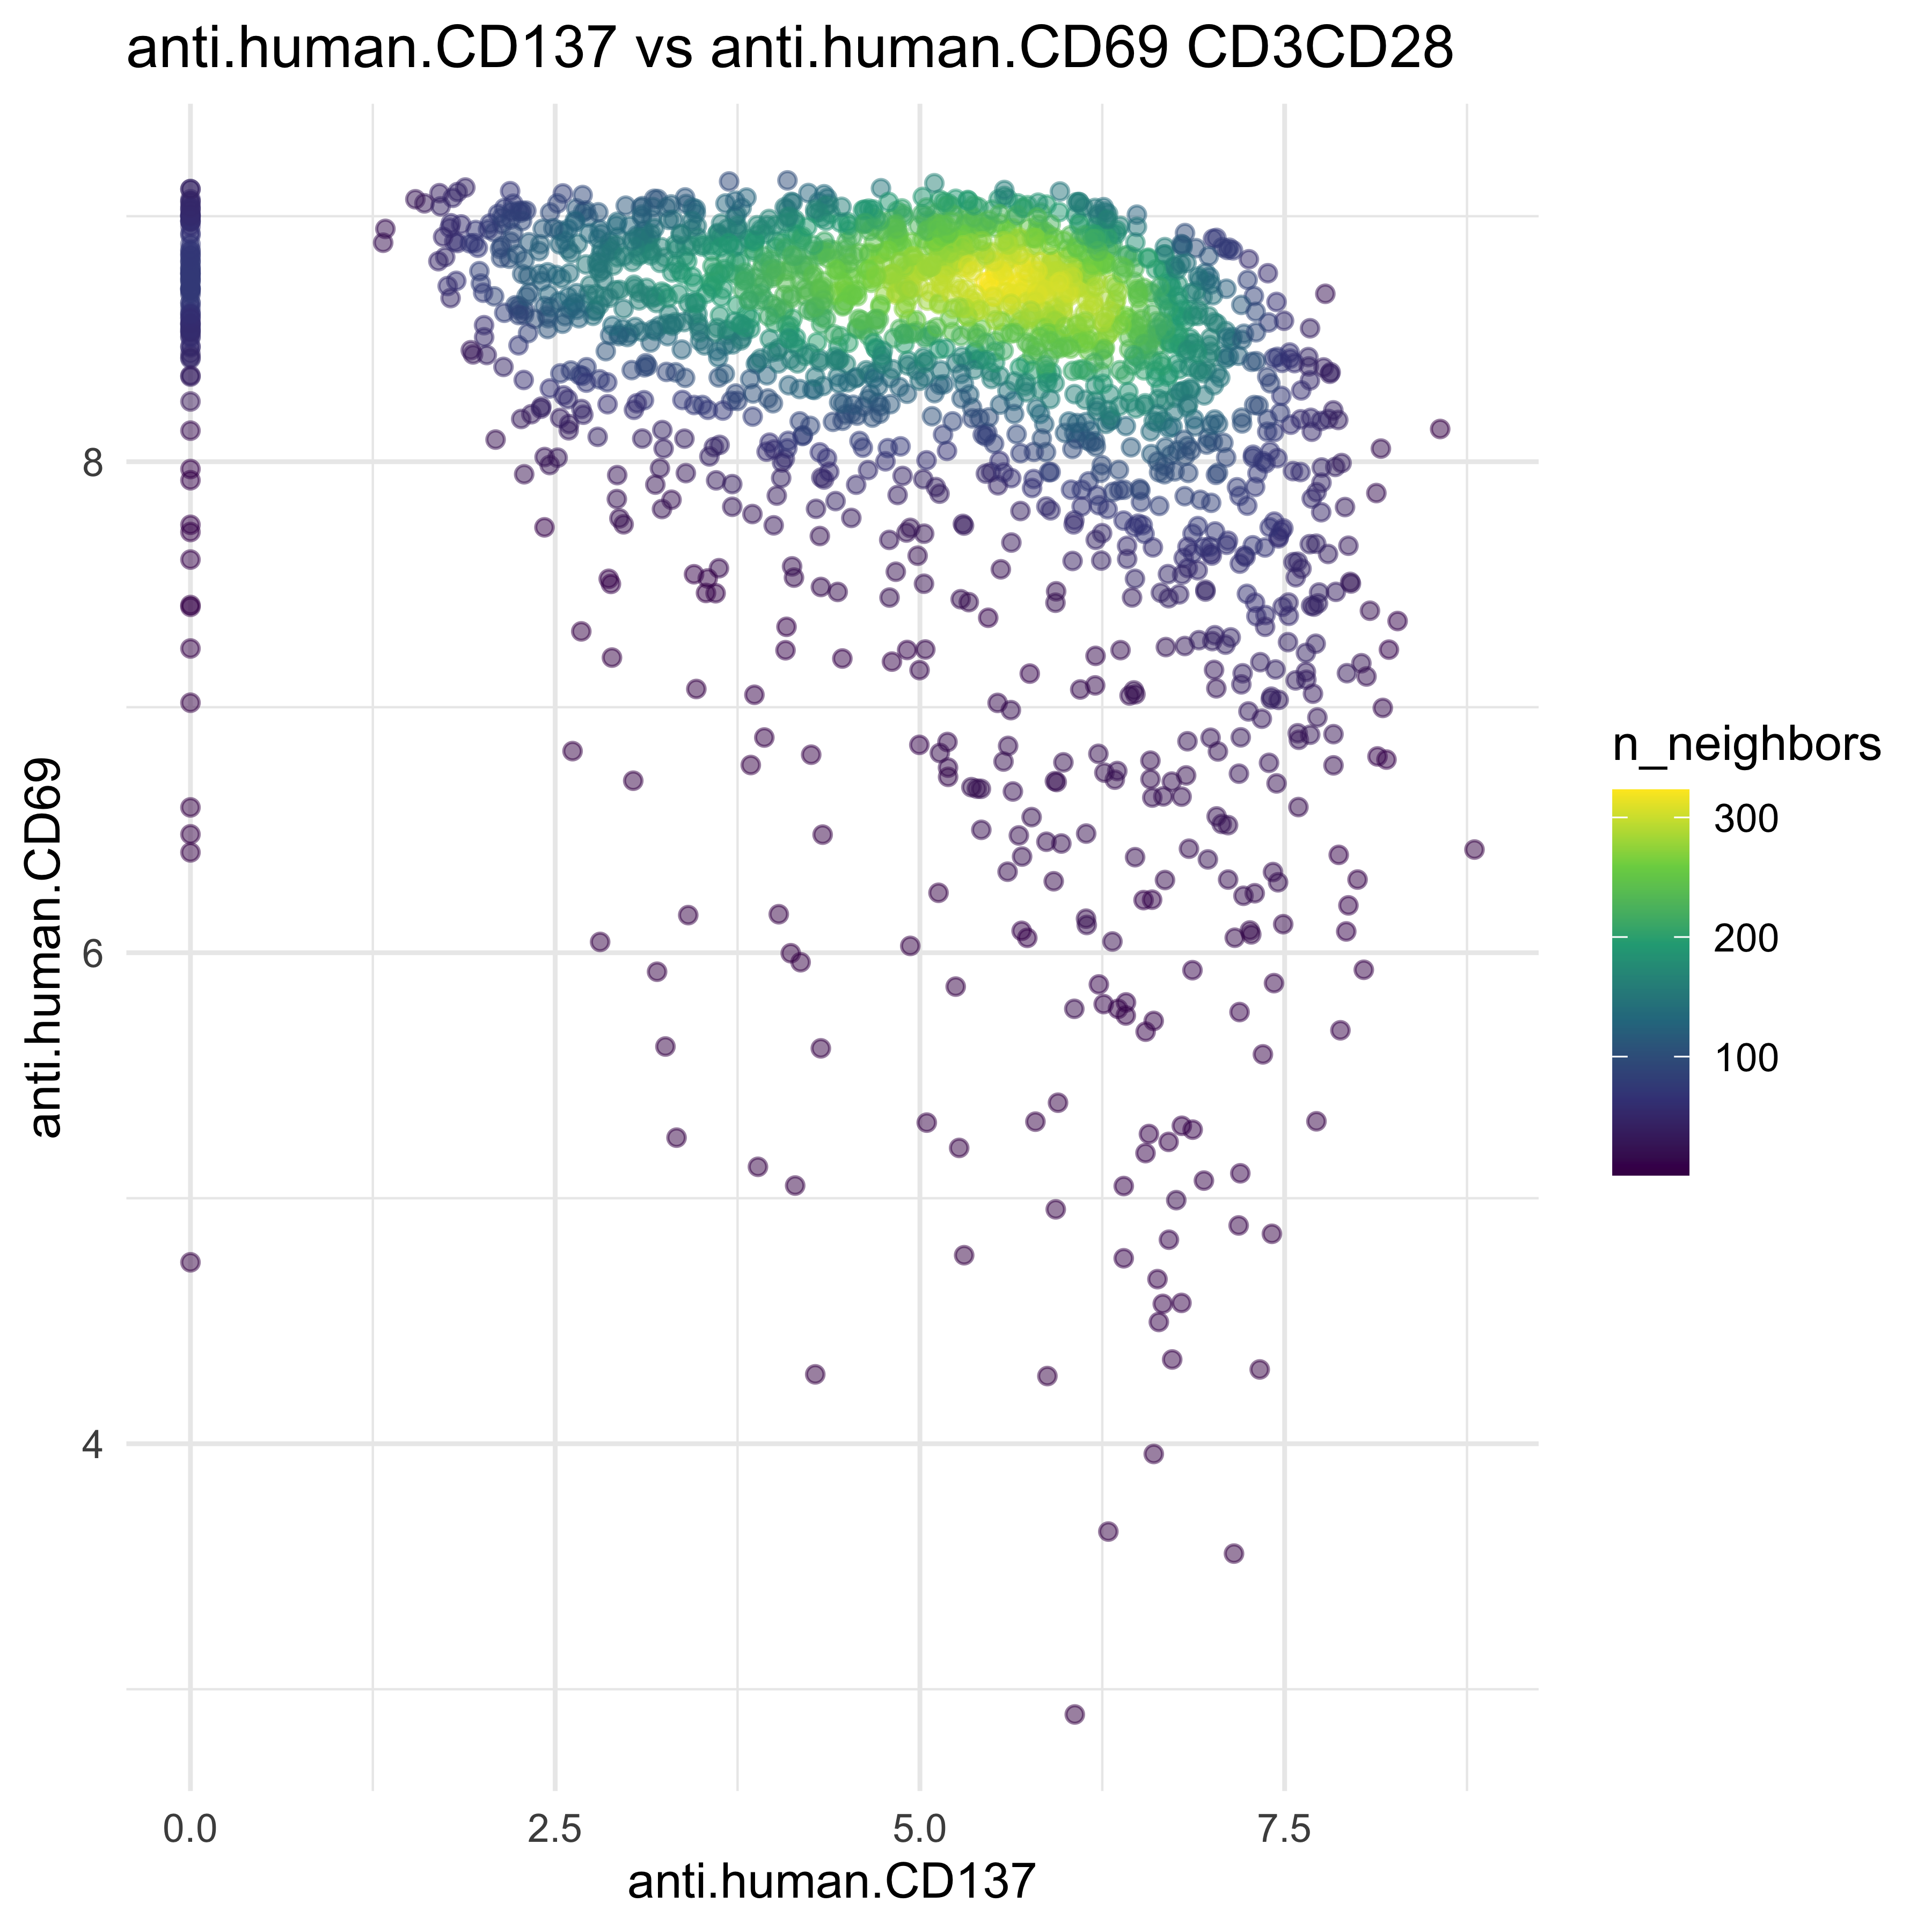 anti.human.CD137 vs anti.human.CD69 CD3CD28
anti.human.CD69
8
6
4
0.0 2.5 5.0 7.5
anti.human.CD137
n_neighbors
300
200
100